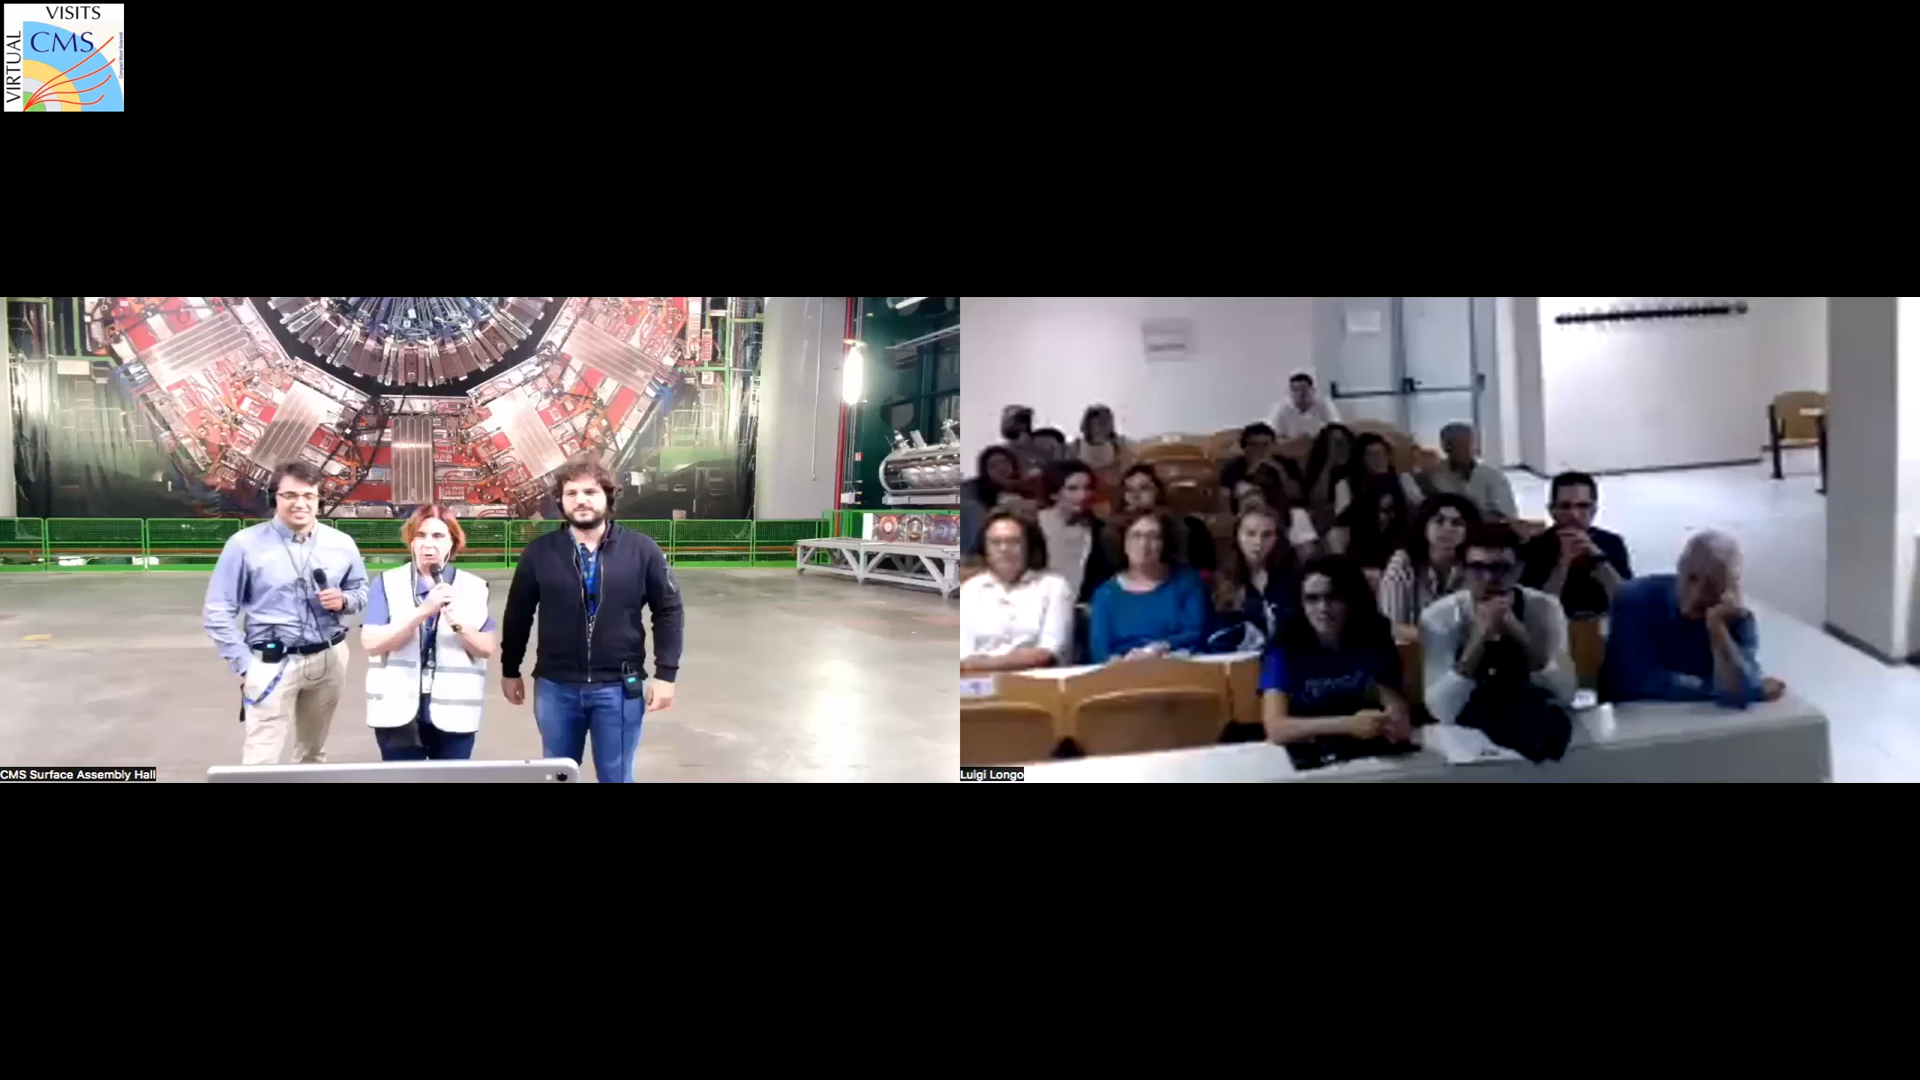 VISITS
VIRTUAL
CMS
CMS Surface Assembly Hall
Luigi Longo